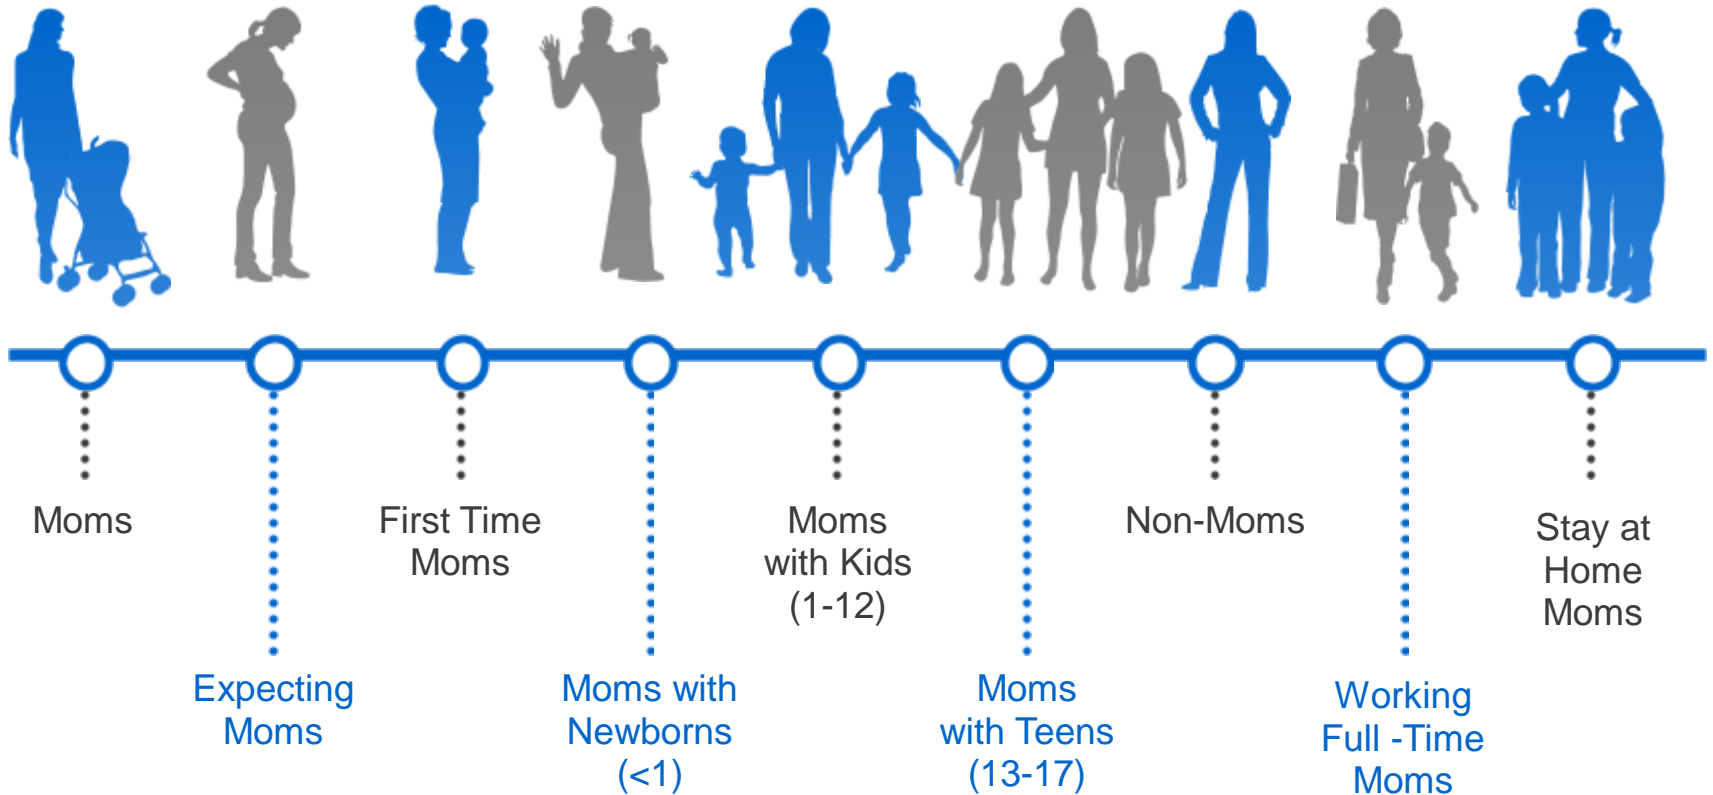 Moms
Expecting
Moms
First Time
Moms
Moms with
Newborns
(<1)
Moms
with Kids
(1-12)
Moms
with Teens
(13-17)
Non-Moms
Working
Full -Time
Moms
Stay at
Home
Moms